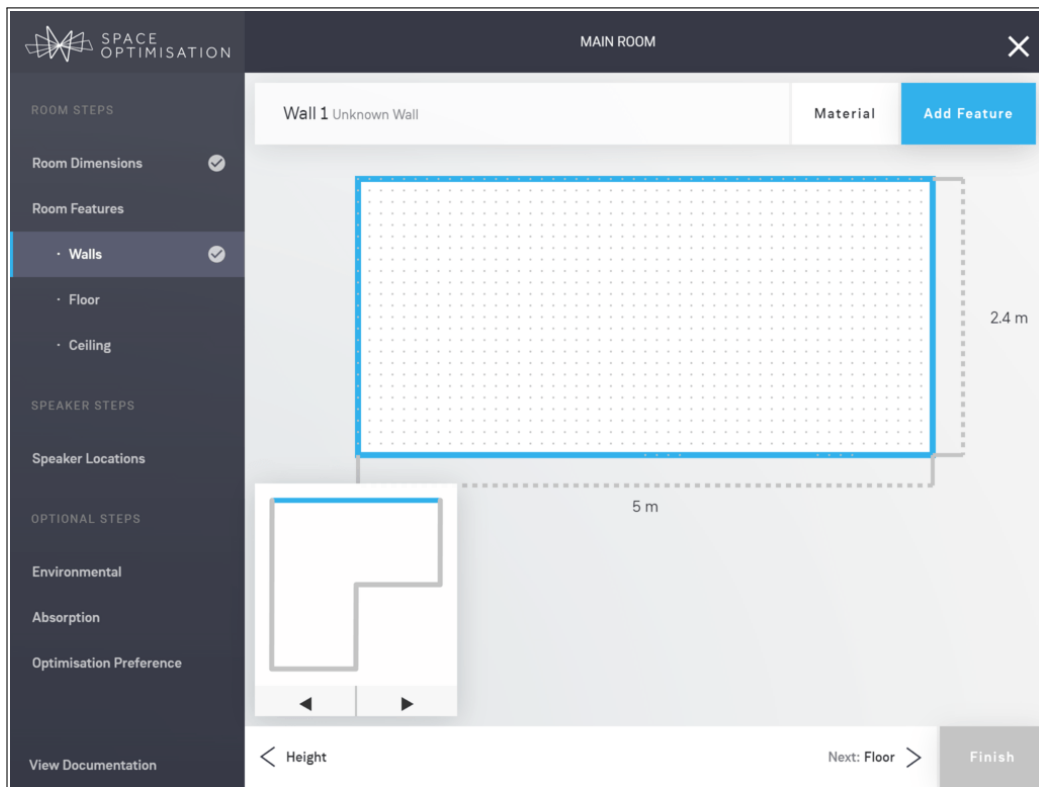 SPACE
OPTIMISATION
MAIN ROOM
ROOM STEPS
Room Dimensions
Room Features
· Walls
· Floor
· Ceiling
SPEAKER STEPS
Speaker Locations
OPTIONAL STEPS
Environmental
Absorption
Optimisation Preference
View Documentation
Wall 1 Unknown Wall
Material
Add Feature
2.4 m
5 m
Height
Next: Floor
Finish